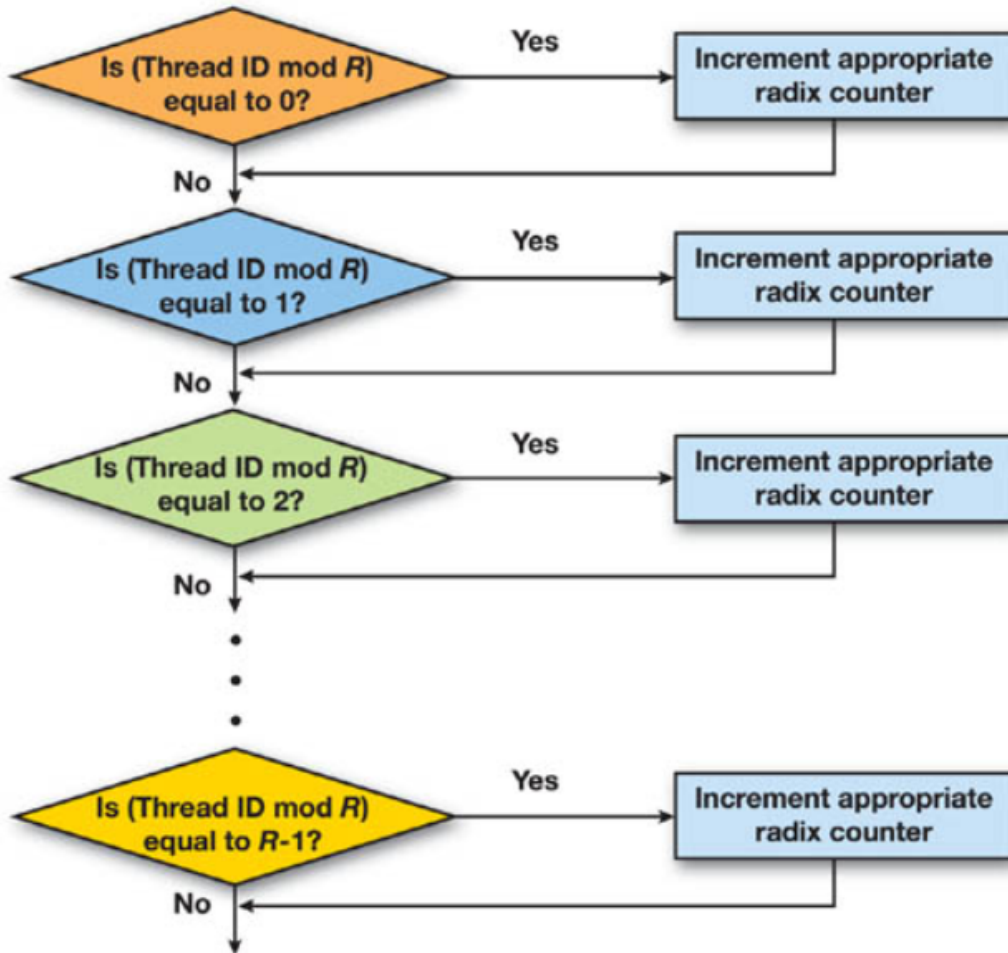 Is (Thread ID mod R)
equal to 0?
Yes
Increment appropriate
radix counter
No
Is (Thread ID mod R)
equal to 1?
Yes
Increment appropriate
radix counter
No
Is (Thread ID mod R)
equal to 2?
Yes
Increment appropriate
radix counter
No
Is (Thread ID mod R)
equal to R-1?
Yes
Increment appropriate
radix counter
No